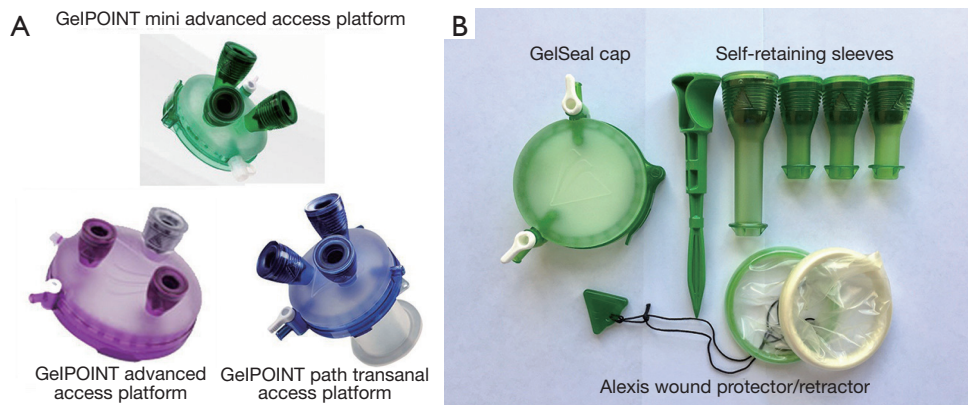 A
GelPOINT mini advanced access platform
GelPOINT advanced
access platform
GelPOINT path transanal
access platform
B
GelSeal cap
Self-retaining sleeves
Alexis wound protector/retractor